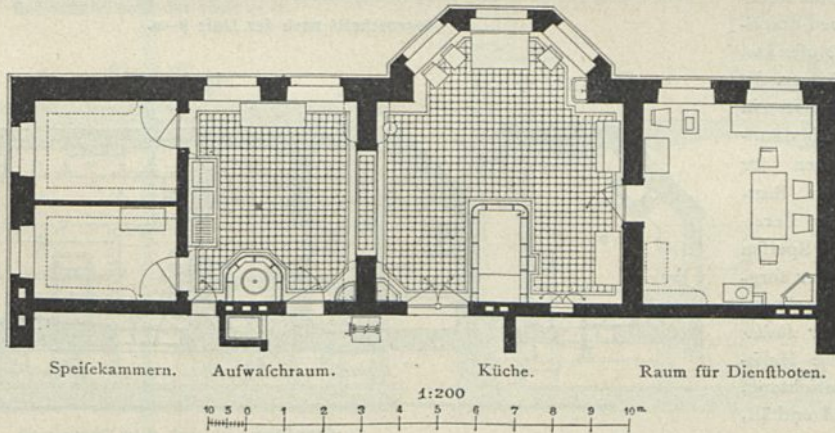 Speiſekammern. Aufwaſchraum. Küche. Raum für Dienſtboten.
1:200
10 5 0 1 2 3 4 5 6 7 8 9 10 m.